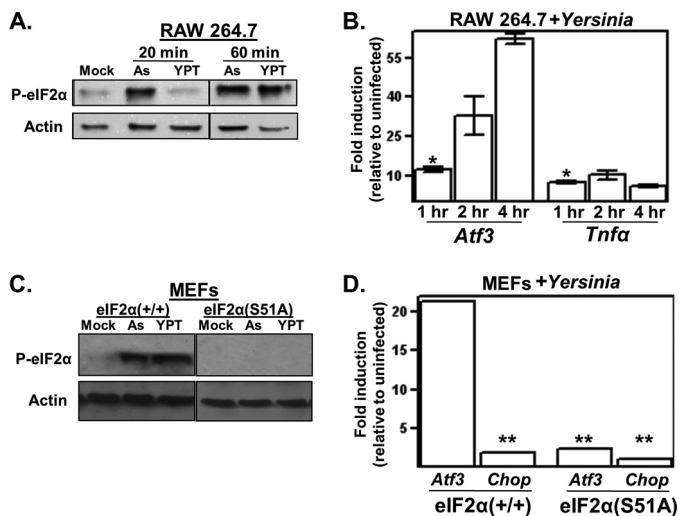 A.
RAW 264.7
20 min 60 min
Mock As YPT As YPT
P-eIF2α
Actin
B.
RAW 264.7 +Yersinia
Fold induction
(relative to uninfected)
55
40
25
10
* *
1 hr 2 hr 4 hr 1 hr 2 hr 4 hr
Atf3 Tnfα
C.
MEFs
eIF2α(+/+) eIF2α(S51A)
Mock As YPT Mock As YPT
P-eIF2α
Actin
D.
MEFs +Yersinia
Fold induction
(relative to uninfected)
20
15
10
5
** ** **
Atf3 Chop Atf3 Chop
eIF2α(+/+) eIF2α(S51A)